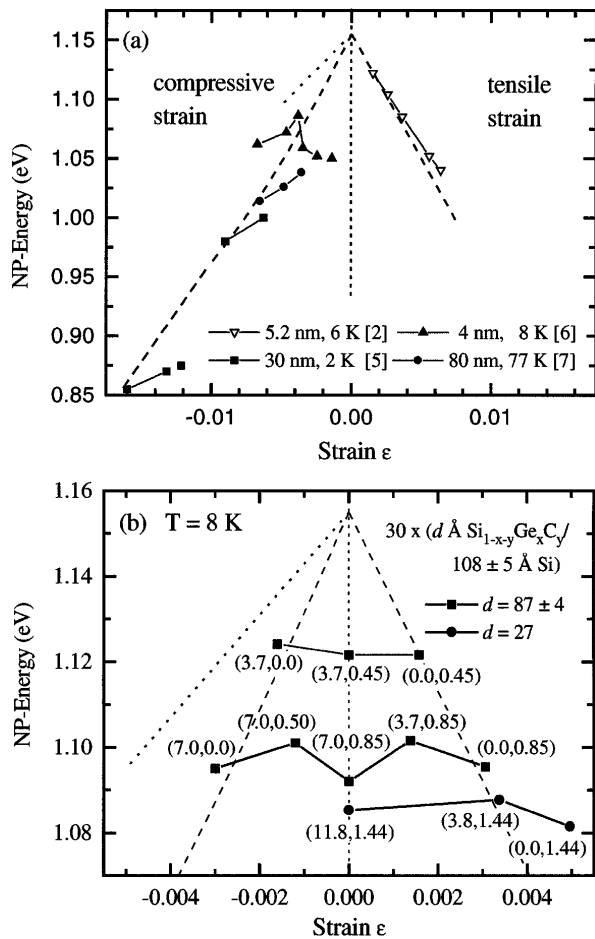 (a)
compressive
strain
tensile
strain
1.15
1.10
1.05
1.00
0.95
0.90
0.85
NP-Energy (eV)
5.2 nm, 6 K [2]
4 nm, 8 K [6]
30 nm, 2 K [5]
80 nm, 77 K [7]
-0.01
0.00
0.01
Strain ε
(b) T = 8 K
30 x (d Å Si1-x-yGexCy/
108 ± 5 Å Si)
d = 87 ± 4
d = 27
1.16
1.14
1.12
1.10
1.08
NP-Energy (eV)
(3.7,0.0)
(3.7,0.45)
(0.0,0.45)
(7.0,0.0)
(7.0,0.50)
(7.0,0.85)
(3.7,0.85)
(0.0,0.85)
(11.8,1.44)
(3.8,1.44)
(0.0,1.44)
-0.004
-0.002
0.000
0.002
0.004
Strain ε